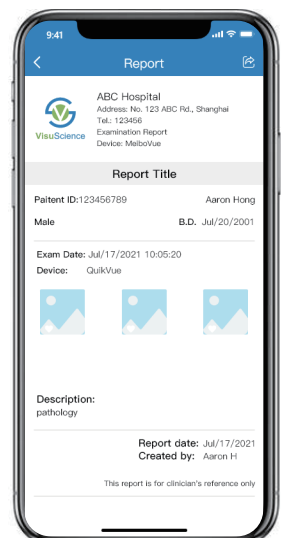 9:41
Report
VisuScience
ABC Hospital
Address: No. 123 ABC Rd., Shanghai
Tel.: 123456
Examination Report
Device: MeiboVue
Report Title
Paitent ID:123456789 Aaron Hong
Male B.D. Jul/20/2001
Exam Date: Jul/17/2021 10:05:20
Device: QuikVue
Description:
pathology
Report date: Jul/17/2021
Created by: Aaron H
This report is for clinician's reference only